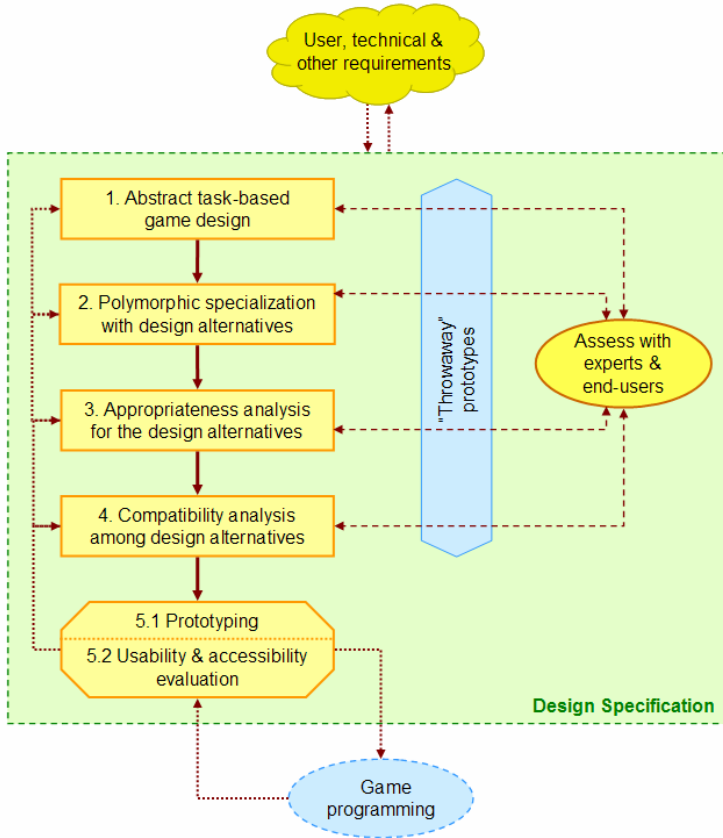 User, technical &
other requirements
1. Abstract task-based
game design
2. Polymorphic specialization
with design alternatives
3. Appropriateness analysis
for the design alternatives
4. Compatibility analysis
among design alternatives
5.1 Prototyping
5.2 Usability & accessibility
evaluation
"Throwaway"
prototypes
Assess with
experts &
end-users
Design Specification
Game
programming